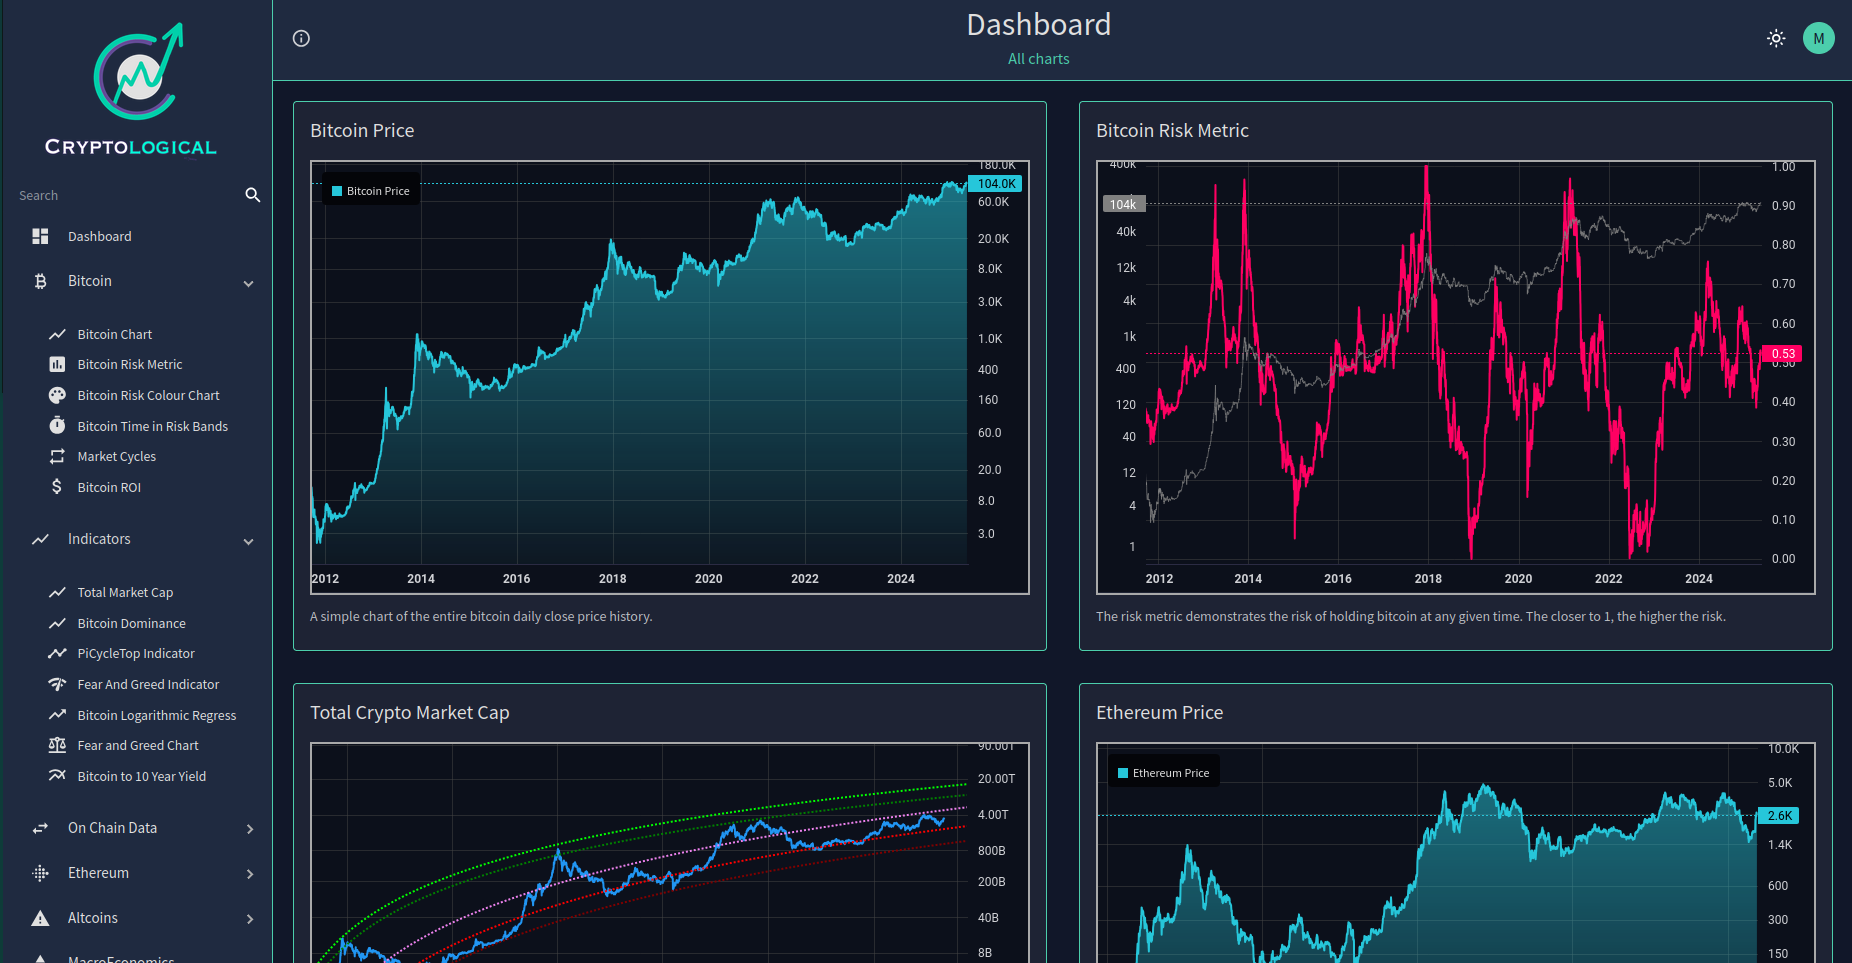 CRYPTOLOGICAL
Search
Dashboard
Bitcoin
Bitcoin Chart
Bitcoin Risk Metric
Bitcoin Risk Colour Chart
Bitcoin Time in Risk Bands
Market Cycles
Bitcoin ROI
Indicators
Total Market Cap
Bitcoin Dominance
PiCycleTop Indicator
Fear And Greed Indicator
Bitcoin Logarithmic Regress
Fear and Greed Chart
Bitcoin to 10 Year Yield
On Chain Data
Ethereum
Altcoins
MacroEconomics
Dashboard
All charts
M
Bitcoin Price
Bitcoin Price
180.0K
104.0K
60.0K
20.0K
8.0K
3.0K
1.0K
400
160
60.0
20.0
8.0
3.0
2012 2014 2016 2018 2020 2022 2024
A simple chart of the entire bitcoin daily close price history.
Bitcoin Risk Metric
400k
104k
40k
12k
4k
1k
400
120
40
12
4
1
1.00
0.90
0.80
0.70
0.60
0.53
0.50
0.40
0.30
0.20
0.10
0.00
2012 2014 2016 2018 2020 2022 2024
The risk metric demonstrates the risk of holding bitcoin at any given time. The closer to 1, the higher the risk.
Total Crypto Market Cap
90.00T
20.00T
4.00T
800B
200B
40B
8B
Ethereum Price
Ethereum Price
10.0K
5.0K
2.6K
1.4K
600
300
150